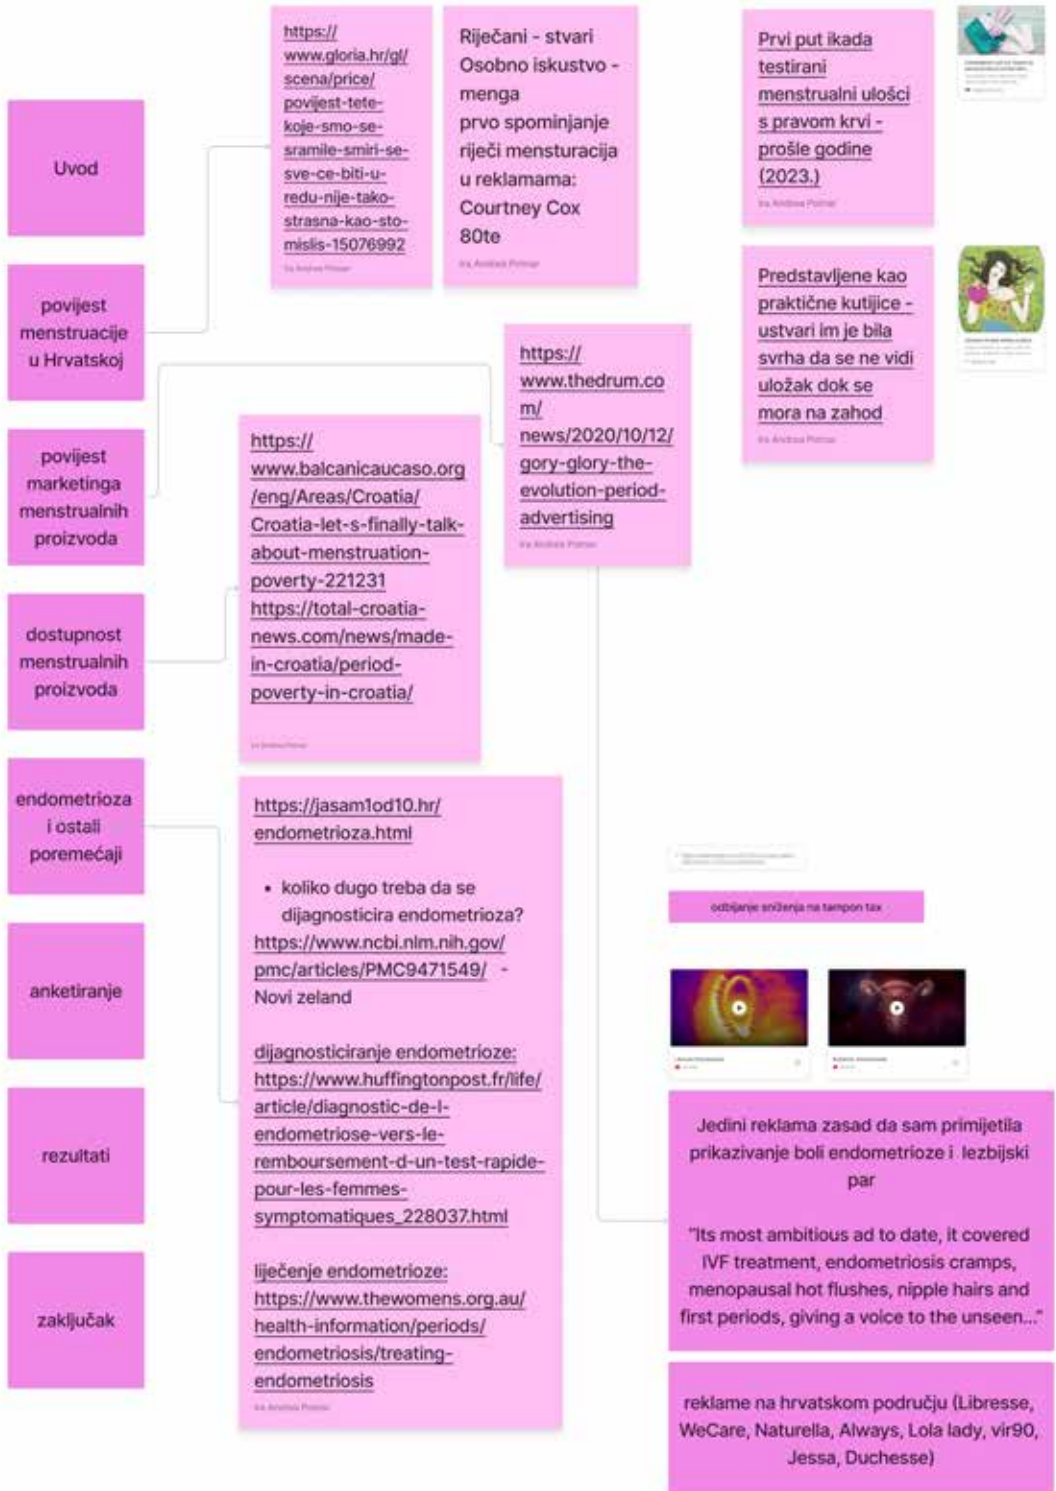 Uvod
povijest
menstruacije
u Hrvatskoj
povijest
marketinga
menstrualnih
proizvoda
dostupnost
menstrualnih
proizvoda
endometrioza
i ostali
poremećaji
anketiranje
rezultati
zaključak
https://
www.gloria.hr/gl/
scena/price/
povijest-tete-
koje-smo-se-
sramile-smiri-se-
sve-ce-biti-u-
redu-nije-tako-
strasna-kao-sto-
mislis-15076992
Riječani - stvari
Osobno iskustvo -
menga
prvo spominjanje
riječi mensturacija
u reklamama:
Courtney Cox
80te
Prvi put ikada
testirani
menstrualni ulošci
s pravom krvi -
prošle godine
(2023.)
Predstavljene kao
praktične kutijice -
ustvari im je bila
svrha da se ne vidi
uložak dok se
mora na zahod
https://
www.thedrum.co
m/
news/2020/10/12/
gory-glory-the-
evolution-period-
advertising
https://
www.balcanicaucaso.org
/eng/Areas/Croatia/
Croatia-let-s-finally-talk-
about-menstruation-
poverty-221231
https://total-croatia-
news.com/news/made-
in-croatia/period-
poverty-in-croatia/
https://jasam1od10.hr/
endometrioza.html
• koliko dugo treba da se
dijagnosticira endometrioza?
https://www.ncbi.nlm.nih.gov/
pmc/articles/PMC9471549/ -
Novi zeland
dijagnosticiranje endometrioze:
https://www.huffingtonpost.fr/life/
article/diagnostic-de-l-
endometriose-vers-le-
remboursement-d-un-test-rapide-
pour-les-femmes-
symptomatiques_228037.html
liječenje endometrioze:
https://www.thewomens.org.au/
health-information/periods/
endometriosis/treating-
endometriosis
odbijanje sniženja na tampon tax
Jedini reklama zasad da sam primijetila
prikazivanje boli endometrioze i lezbijski
par
"Its most ambitious ad to date, it covered
IVF treatment, endometriosis cramps,
menopausal hot flushes, nipple hairs and
first periods, giving a voice to the unseen..."
reklame na hrvatskom području (Libresse,
WeCare, Naturella, Always, Lola lady, vir90,
Jessa, Duchesse)